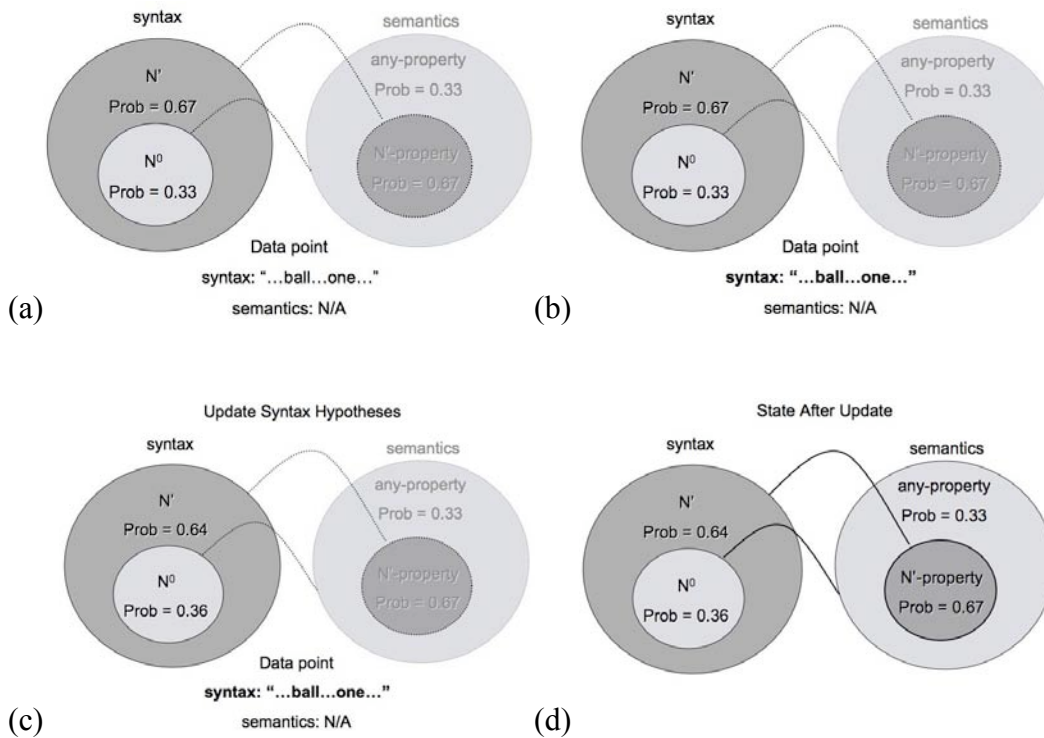 syntax
semantics
N'
Prob = 0.67
N⁰
Prob = 0.33
any-property
Prob = 0.33
N'-property
Prob = 0.67
Data point
syntax: “…ball…one…”
semantics: N/A
(a)
syntax
semantics
N'
Prob = 0.67
N⁰
Prob = 0.33
any-property
Prob = 0.33
N'-property
Prob = 0.67
Data point
syntax: “…ball…one…”
semantics: N/A
(b)
Update Syntax Hypotheses
syntax
semantics
N'
Prob = 0.64
N⁰
Prob = 0.36
any-property
Prob = 0.33
N'-property
Prob = 0.67
Data point
syntax: “…ball…one…”
semantics: N/A
(c)
State After Update
syntax
semantics
N'
Prob = 0.64
N⁰
Prob = 0.36
any-property
Prob = 0.33
N'-property
Prob = 0.67
(d)